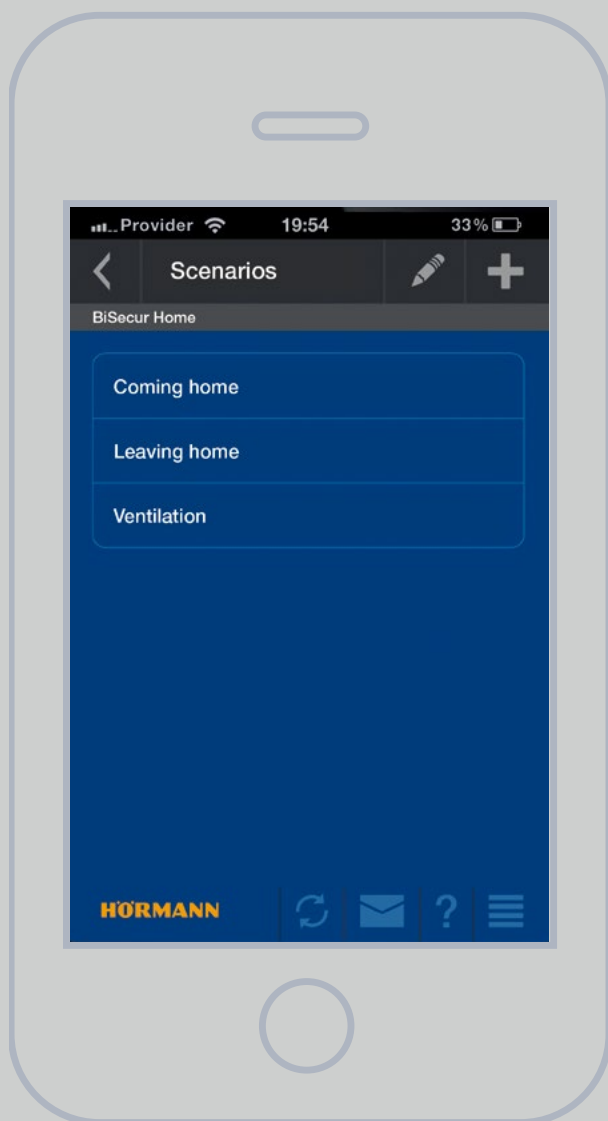 Provider 19:54 33%
Scenarios
BiSecur Home
Coming home
Leaving home
Ventilation
HÖRMANN ?